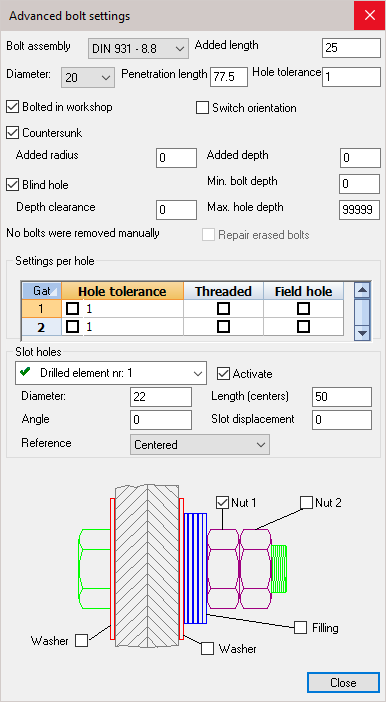 Advanced bolt settings
Bolt assembly DIN 931 - 8.8 Added length 25
Diameter: 20 Penetration length 77.5 Hole tolerance 1
Bolted in workshop Switch orientation
Countersunk
Added radius 0 Added depth 0
Blind hole Min. bolt depth 0
Depth clearance 0 Max. hole depth 99999
No bolts were removed manually Repair erased bolts
Settings per hole
Gat Hole tolerance Threaded Field hole
1 1
2 1
Slot holes
Drilled element nr: 1 Activate
Diameter: 22 Length (centers) 50
Angle 0 Slot displacement 0
Reference Centered
Nut 1 Nut 2
Filling
Washer
Washer
Close